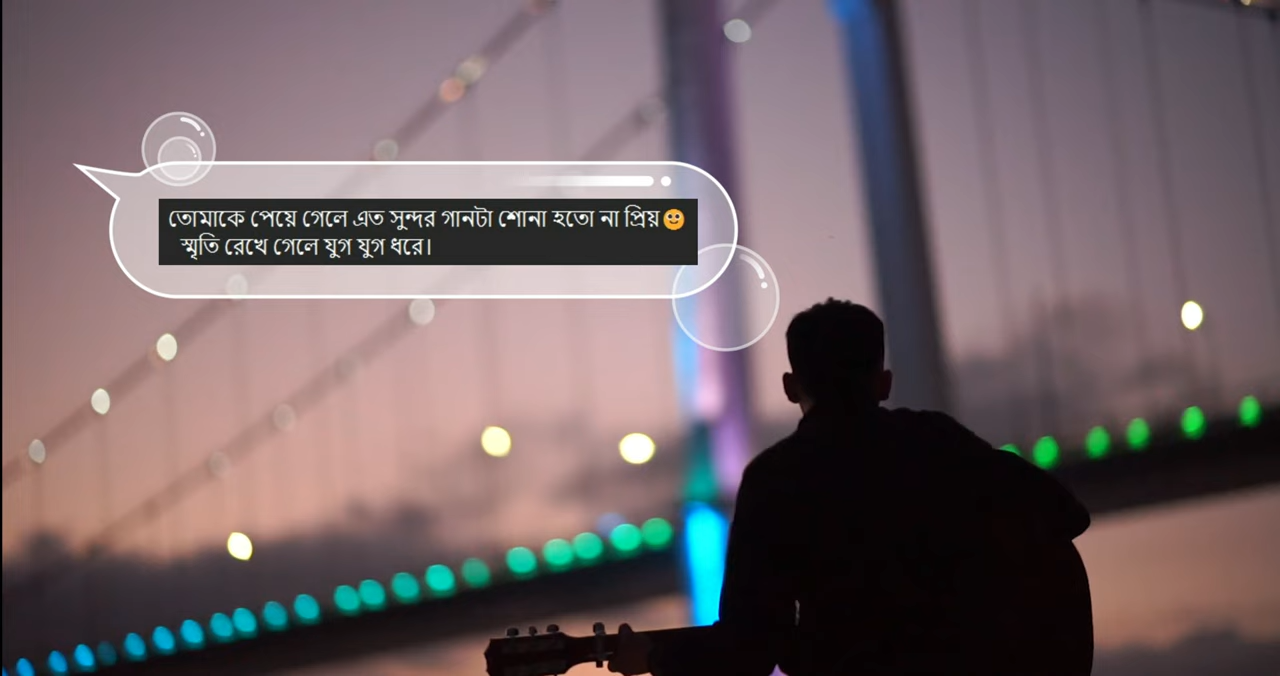 তোমাকে পেয়ে গেলে এত সুন্দর গানটা শোনা হতো না প্রিয়🙂
স্মৃতি রেখে গেলে যুগ যুগ ধরে।